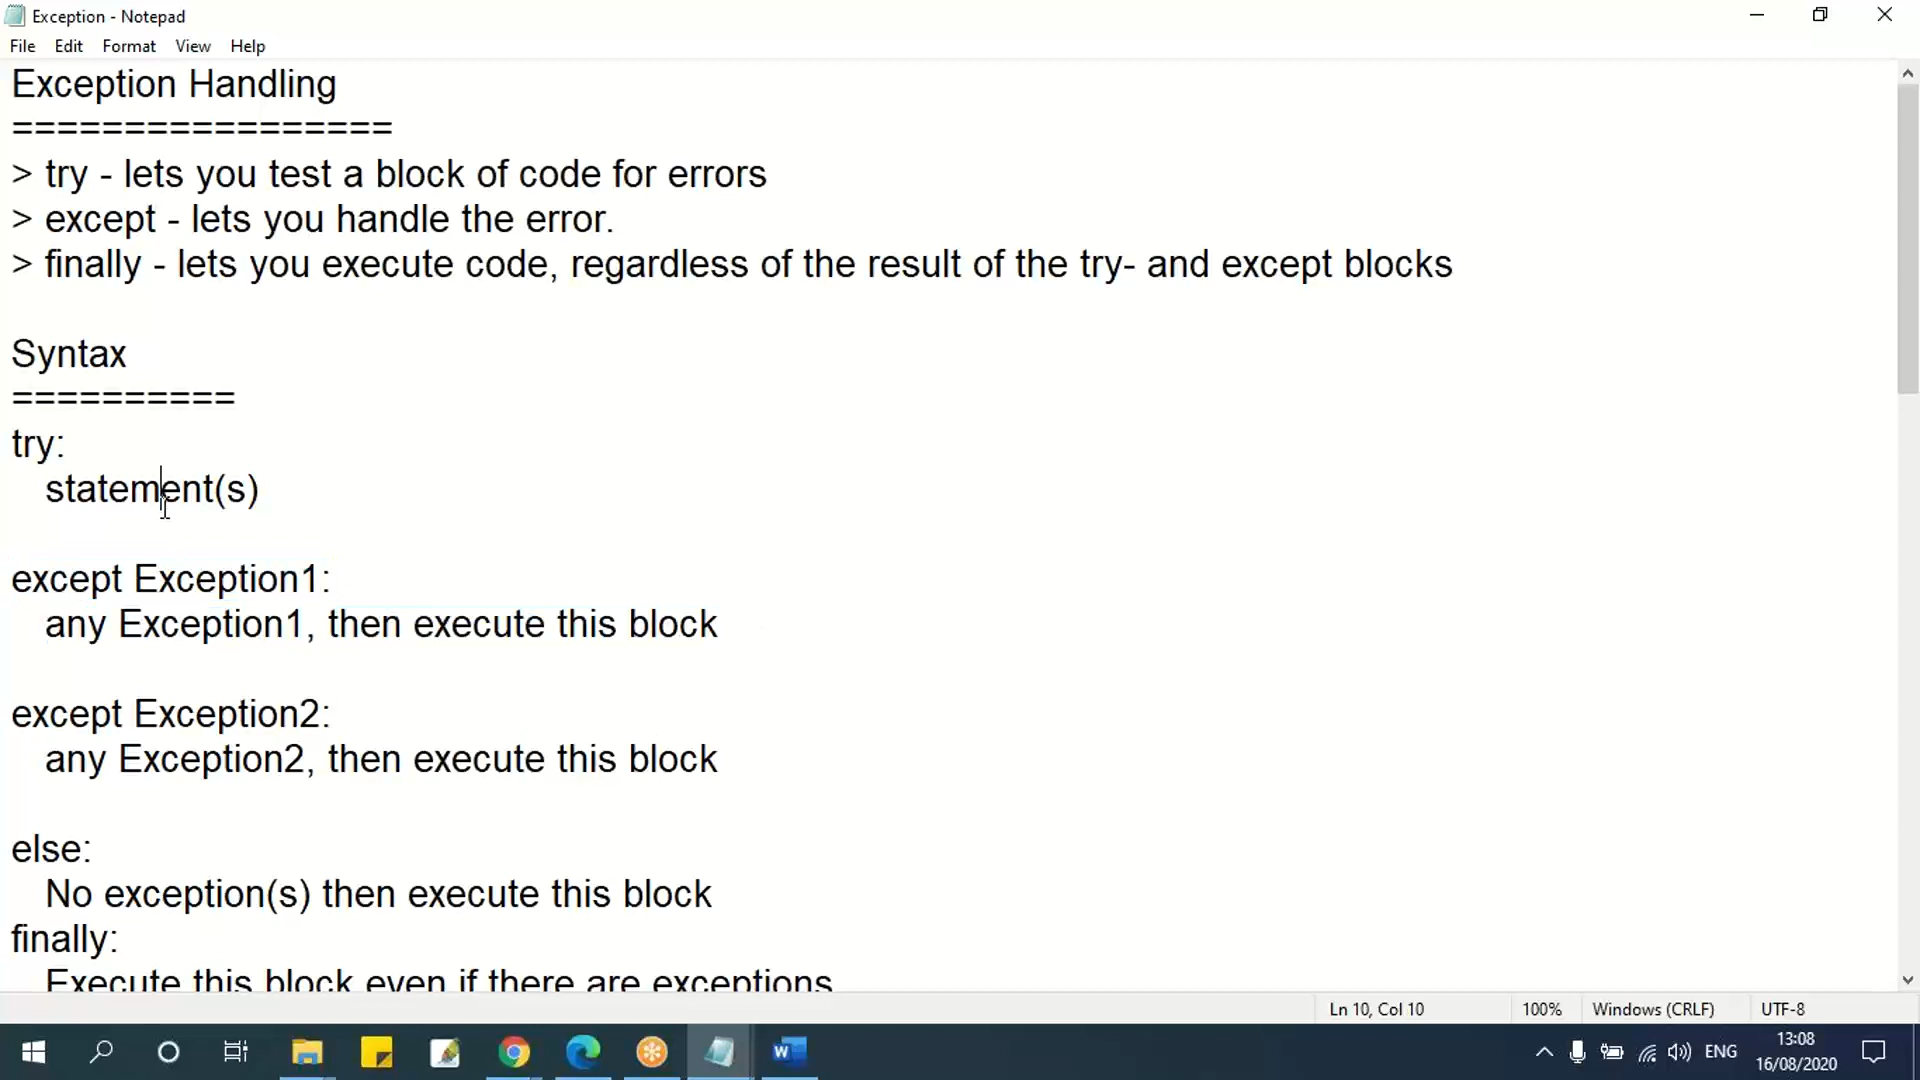 Exception - Notepad
File Edit Format View Help
Exception Handling
=================
> try - lets you test a block of code for errors
> except - lets you handle the error.
> finally - lets you execute code, regardless of the result of the try- and except blocks
Syntax
==========
try:
statement(s)
except Exception1:
any Exception1, then execute this block
except Exception2:
any Exception2, then execute this block
else:
No exception(s) then execute this block
finally:
Execute this block even if there are exceptions
Ln 10, Col 10 100% Windows (CRLF) UTF-8
W ENG 13:08
16/08/2020